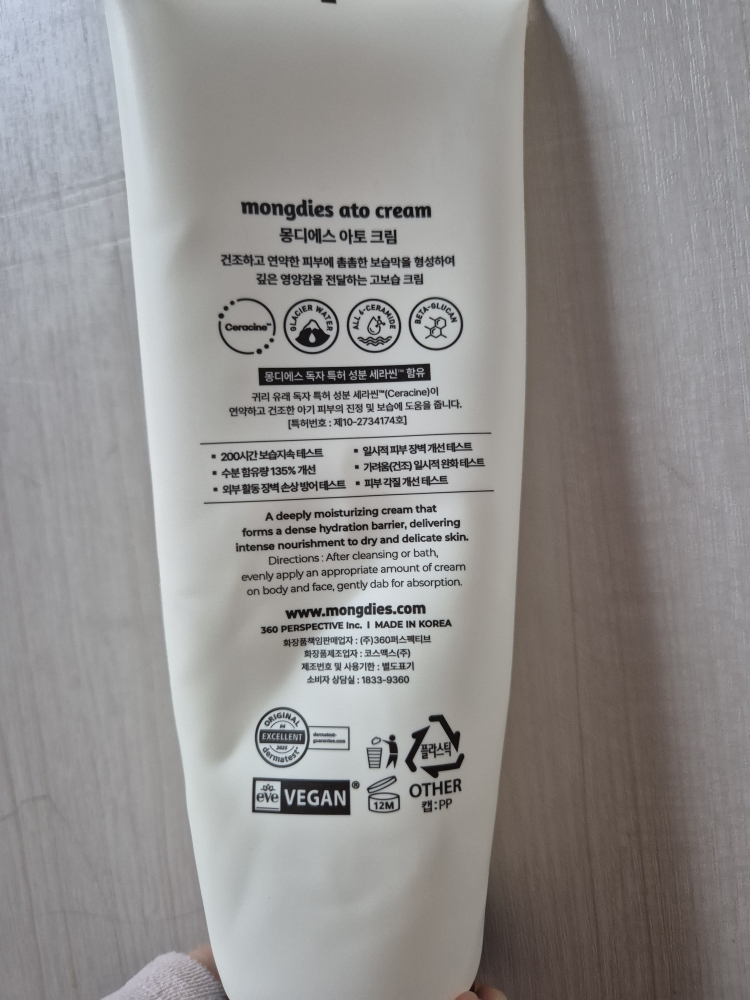 mongdies ato cream
몽디에스 아토 크림
건조하고 연약한 피부에 촘촘한 보습막을 형성하여
깊은 영양감을 전달하는 고보습 크림
Ceracine™
GLACIER WATER
ALL 6-CERAMIDE
BETA-GLUCAN
몽디에스 독자 특허 성분 세라씬™ 함유
귀리 유래 독자 특허 성분 세라씬™(Ceracine)이
연약하고 건조한 아기 피부의 진정 및 보습에 도움을 줍니다.
[특허번호 : 제10-2734174호]
▪ 200시간 보습지속 테스트
▪ 수분 함유량 135% 개선
▪ 외부 활동 장벽 손상 방어 테스트
▪ 일시적 피부 장벽 개선 테스트
▪ 가려움(건조) 일시적 완화 테스트
▪ 피부 각질 개선 테스트
A deeply moisturizing cream that
forms a dense hydration barrier, delivering
intense nourishment to dry and delicate skin.
Directions : After cleansing or bath,
evenly apply an appropriate amount of cream
on body and face, gently dab for absorption.
www.mongdies.com
360 PERSPECTIVE Inc. I MADE IN KOREA
화장품책임판매업자 : (주)360퍼스펙티브
화장품제조업자 : 코스맥스(주)
제조번호 및 사용기한 : 별도표기
소비자 상담실 : 1833-9360
ORIGINAL
EXCELLENT
2025
dermatest®
dermatest-
guarantee.com
플라스틱
OTHER
캡:PP
eve VEGAN®
12M